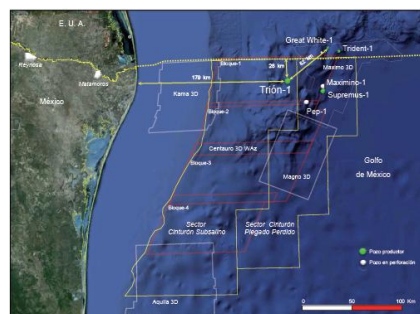 E. U. A.
Great White-1
Trident-1
Reynosa
Matamoros
México
Bloque-1
179 km
26 km
Trión-1
Maximo 3D
Maximino-1
Supremus-1
Pep-1
Kama 3D
Bloque-2
Centauro 3D WAz
Bloque-3
Magno 3D
Golfo
de México
Bloque-4
Sector
Cinturón
Subsalino
Sector Cinturón
Plegado Perdido
Pozo productor
Pozo en perforación
Aquila 3D
0
50
100
Km